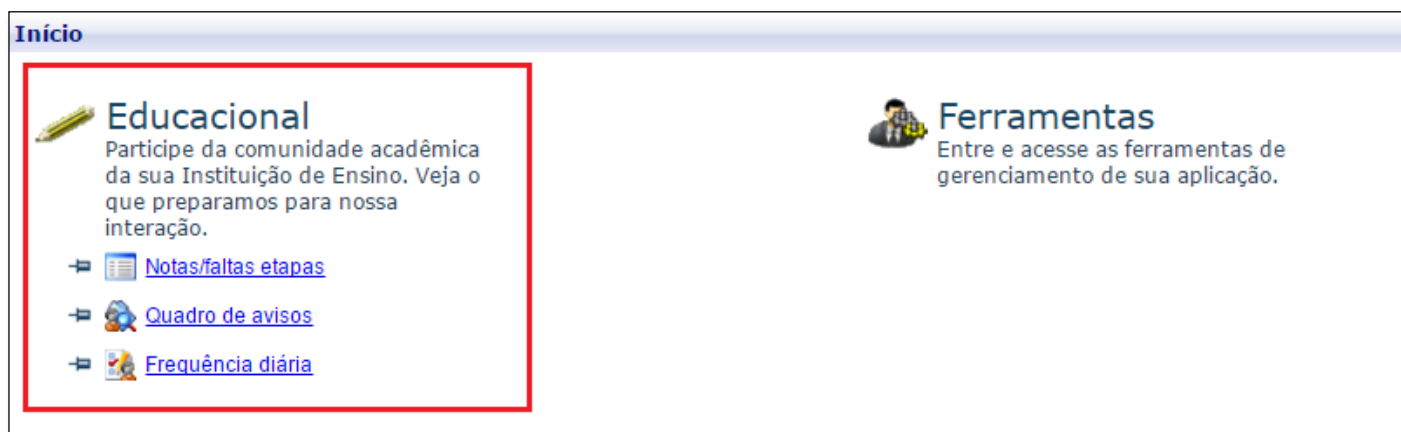 Início
Educacional
Participe da comunidade acadêmica
da sua Instituição de Ensino. Veja o
que preparamos para nossa
interação.
Notas/faltas etapas
Quadro de avisos
Frequência diária
Ferramentas
Entre e acesse as ferramentas de
gerenciamento de sua aplicação.